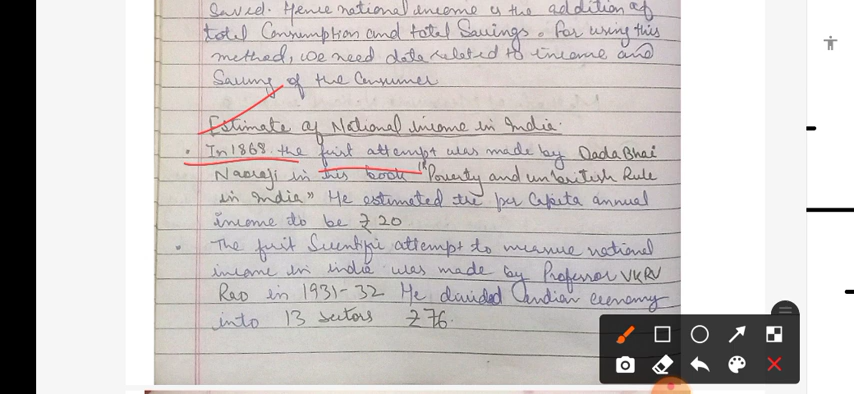 Saved. Hence national income is the addition of
total Consumption and total Savings. For using this
method, we need data related to income and
Saving of the Consumer
Estimate of National income in India.
• In 1868. the first attempt was made by Dada Bhai
Naoroji in his book "Poverty and unBritish Rule
in India" He estimated the per Capita annual
income to be ₹20
• The first Scientific attempt to measure national
income in india was made by Professor VKRV
Rao in 1931-32 He divided Indian economy
into 13 sectors ₹76.